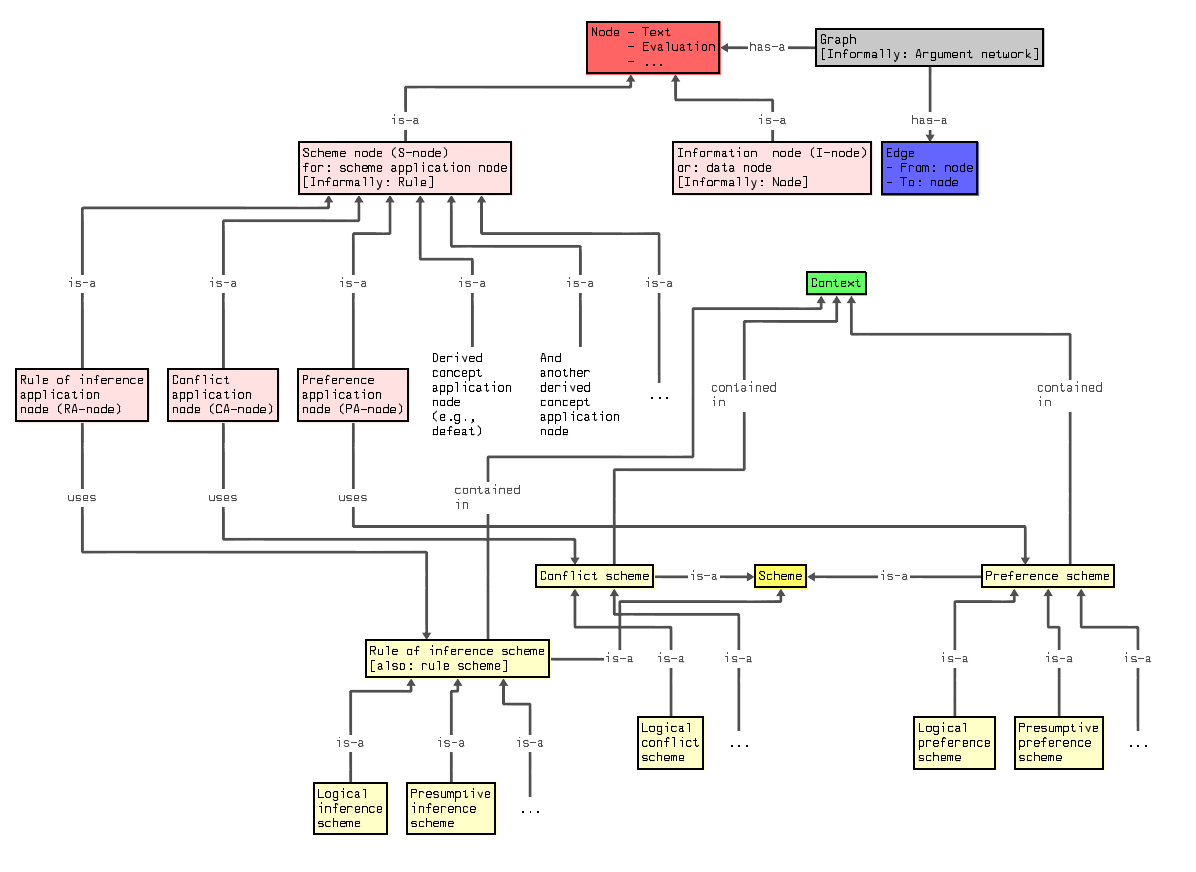 Node - Text
- Evaluation
- ...
has-a
Graph
[Informally: Argument network]
is-a
is-a
has-a
Scheme node (S-node)
for: scheme application node
[Informally: Rule]
Information  node (I-node)
or: data node
[Informally: Node]
Edge
- From: node
- To: node
is-a
is-a
is-a
is-a
is-a
is-a
Context
Rule of inference
application
node (RA-node)
Conflict
application
node (CA-node)
Preference
application
node (PA-node)
Derived
concept
application
node
(e.g.,
defeat)
And
another
derived
concept
application
node
...
contained
in
contained
in
uses
uses
uses
contained
in
Conflict scheme
is-a
Scheme
is-a
Preference scheme
Rule of inference scheme
[also: rule scheme]
is-a
is-a
is-a
is-a
is-a
is-a
Logical
conflict
scheme
...
Logical
preference
scheme
Presumptive
preference
scheme
...
is-a
is-a
is-a
Logical
inference
scheme
Presumptive
inference
scheme
...